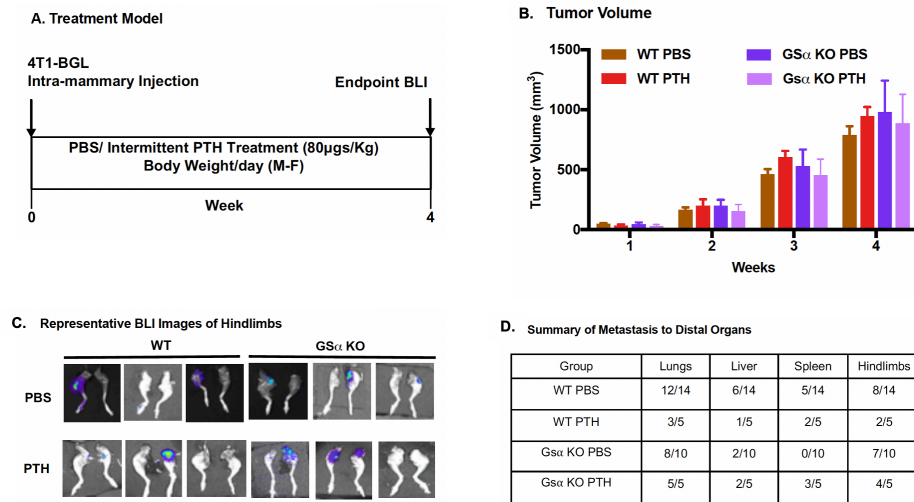 A. Treatment Model
4T1-BGL
Intra-mammary Injection
Endpoint BLI
PBS/ Intermittent PTH Treatment (80μgs/Kg)
Body Weight/day (M-F)
0
Week
4
B. Tumor Volume
WT PBS
GSα KO PBS
WT PTH
Gsα KO PTH
Tumor Volume (mm³)
1500
1000
500
0
1 2 3 4
Weeks
C. Representative BLI Images of Hindlimbs
WT
GSα KO
PBS
PTH
D. Summary of Metastasis to Distal Organs
Group Lungs Liver Spleen Hindlimbs
WT PBS 12/14 6/14 5/14 8/14
WT PTH 3/5 1/5 2/5 2/5
Gsα KO PBS 8/10 2/10 0/10 7/10
Gsα KO PTH 5/5 2/5 3/5 4/5